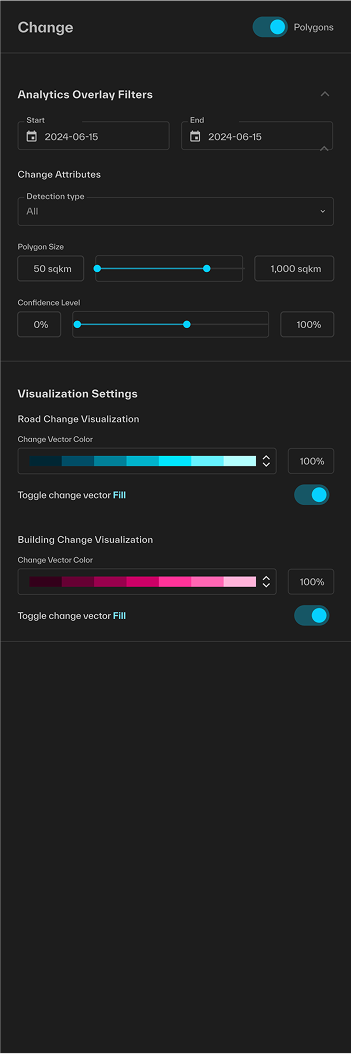 Change
Polygons
Analytics Overlay Filters
Start
2024-06-15
End
2024-06-15
Change Attributes
Detection type
All
Polygon Size
50 sqkm
1,000 sqkm
Confidence Level
0%
100%
Visualization Settings
Road Change Visualization
Change Vector Color
100%
Toggle change vector Fill
Building Change Visualization
Change Vector Color
100%
Toggle change vector Fill